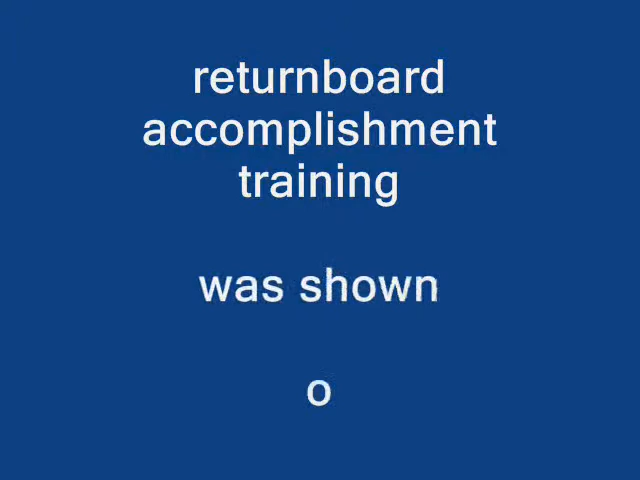 returnboard
accomplishment
training
was shown
o